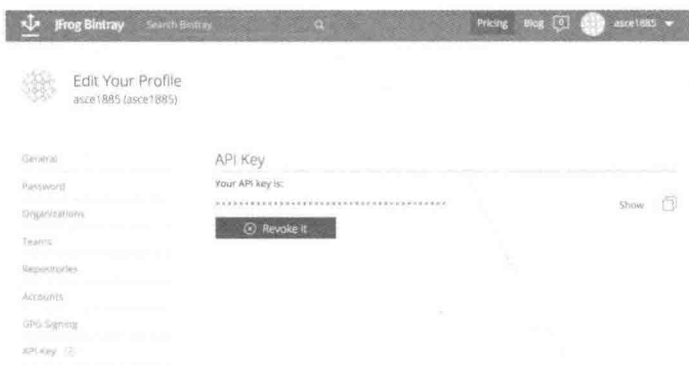 JFrog Bintray Search Bintray Pricing Blog 0 asce1885
Edit Your Profile
asce1885 (asce1885)
General
Password
Organizations
Teams
Repositories
Accounts
GPG Signing
API Key
API Key
Your API key is:
**************************************** Show
Revoke It